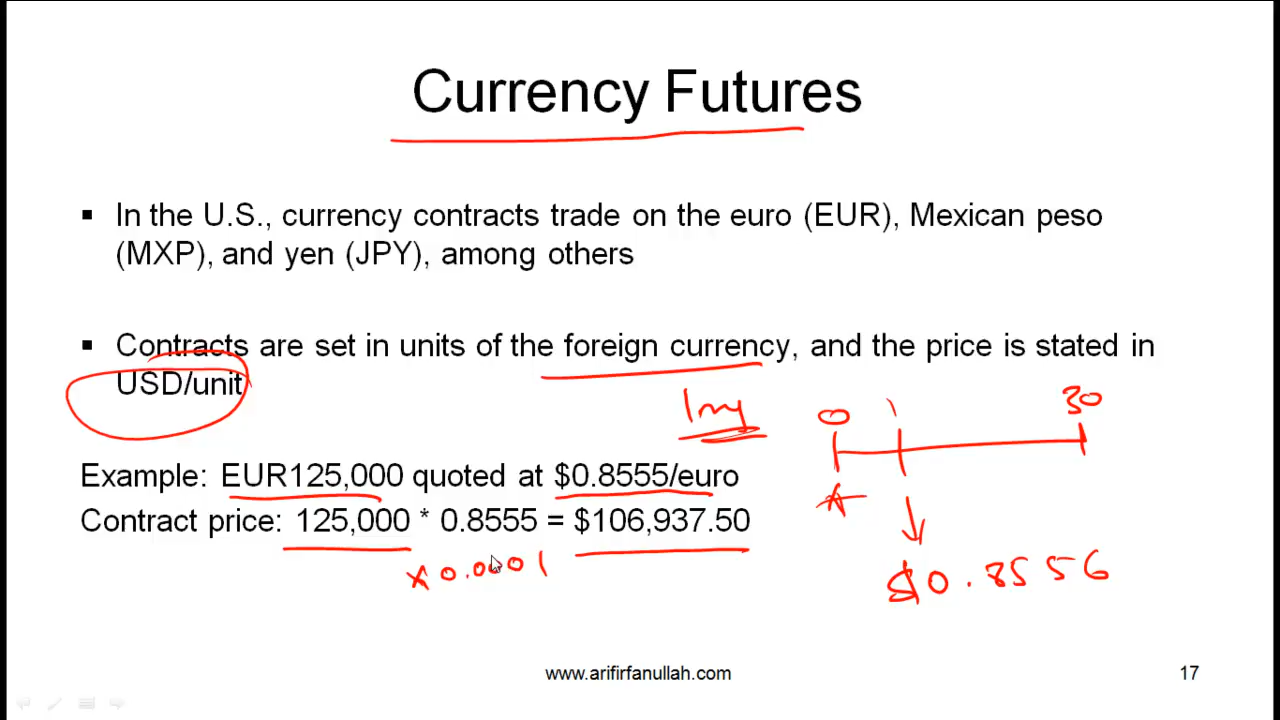 Currency Futures
▪ In the U.S., currency contracts trade on the euro (EUR), Mexican peso
(MXP), and yen (JPY), among others
▪ Contracts are set in units of the foreign currency, and the price is stated in
USD/unit
0 1 30
Example: EUR125,000 quoted at $0.8555/euro
Contract price: 125,000 * 0.8555 = $106,937.50
x 0.0001
$0.8556
www.arifirfanullah.com
17